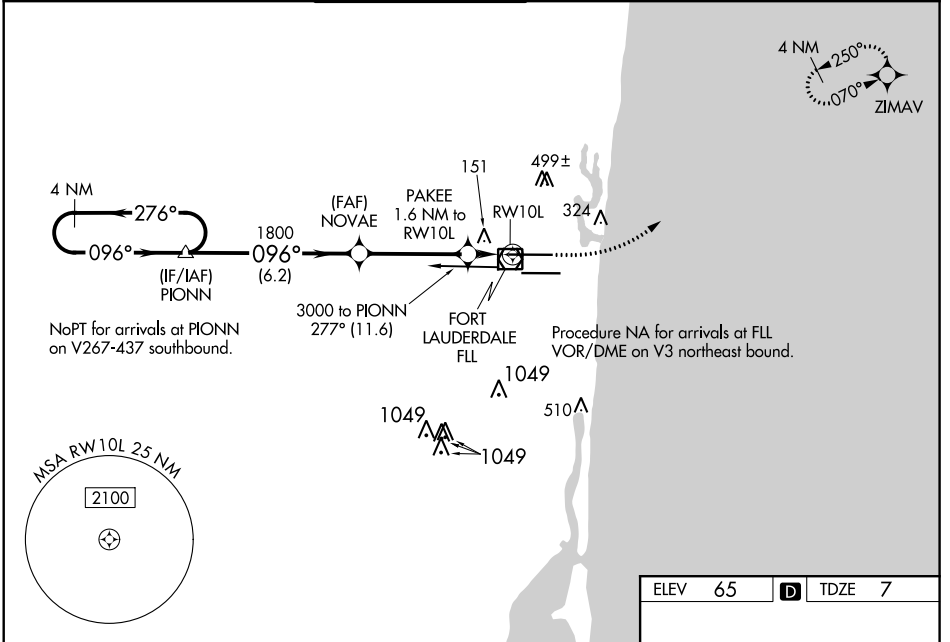 4 NM
250°
070°
ZIMAV
499±
151
324
4 NM
276°
096°
(IF/IAF)
PIONN
1800
096°
(6.2)
(FAF)
NOVAE
PAKEE
1.6 NM to
RW10L
RW10L
NoPT for arrivals at PIONN
on V267-437 southbound.
3000 to PIONN
277° (11.6)
FORT
LAUDERDALE
FLL
Procedure NA for arrivals at FLL
VOR/DME on V3 northeast bound.
1049
510
1049
1049
MSA RW10L 25 NM
2100
ELEV 65 D TDZE 7